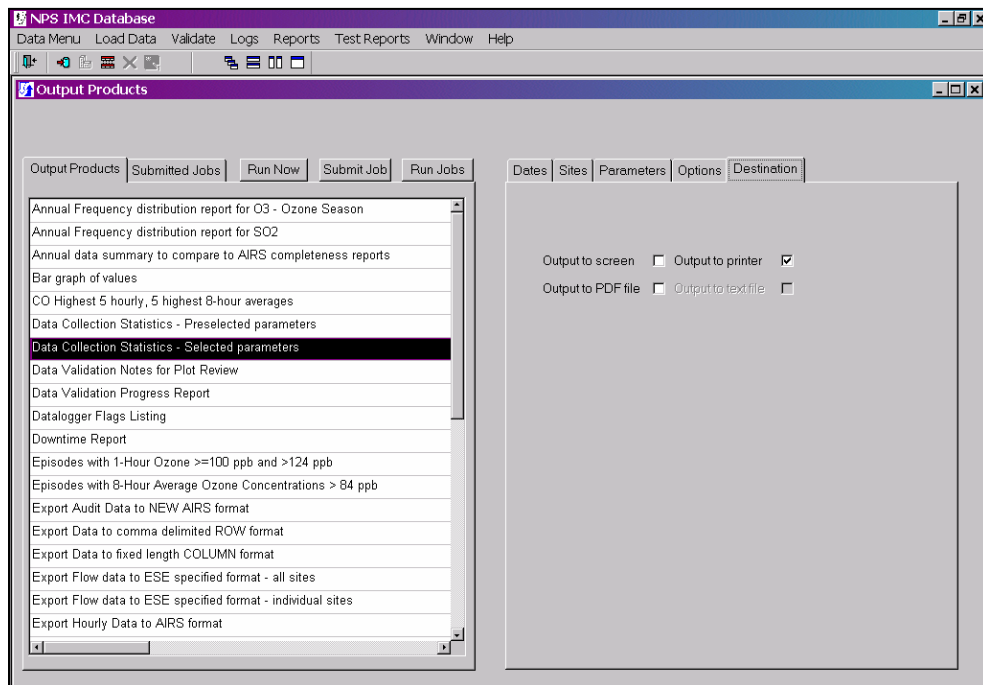 NPS IMC Database
Data Menu Load Data Validate Logs Reports Test Reports Window Help
Output Products
Output Products Submitted Jobs Run Now Submit Job Run Jobs
Dates Sites Parameters Options Destination
Annual Frequency distribution report for O3 - Ozone Season
Annual Frequency distribution report for SO2
Annual data summary to compare to AIRS completeness reports
Bar graph of values
CO Highest 5 hourly, 5 highest 8-hour averages
Data Collection Statistics - Preselected parameters
Data Collection Statistics - Selected parameters
Data Validation Notes for Plot Review
Data Validation Progress Report
Datalogger Flags Listing
Downtime Report
Episodes with 1-Hour Ozone >=100 ppb and >124 ppb
Episodes with 8-Hour Average Ozone Concentrations > 84 ppb
Export Audit Data to NEW AIRS format
Export Data to comma delimited ROW format
Export Data to fixed length COLUMN format
Export Flow data to ESE specified format - all sites
Export Flow data to ESE specified format - individual sites
Export Hourly Data to AIRS format
Output to screen Output to printer
Output to PDF file Output to text file